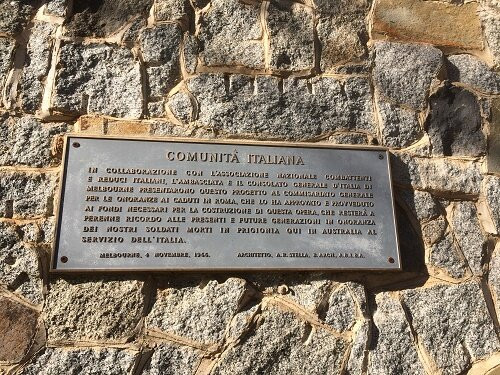 COMUNITÀ ITALIANA
IN COLLABORAZIONE CON L'ASSOCIAZIONE NAZIONALE COMBATTENTI
E REDUCI ITALIANI, L'AMBASCIATA E IL CONSOLATO GENERALE D'ITALIA DI
MELBOURNE PRESENTARONO QUESTO PROGETTO AL COMMISSARIATO GENERALE
PER LE ONORANZE AI CADUTI IN ROMA, CHE LO HA APPROVATO E PROVVISTO
AI FONDI NECESSARI PER LA COSTRUZIONE DI QUESTA OPERA, CHE RESTERÀ A
PERENNE RICORDO ALLE PRESENTI E FUTURE GENERAZIONI IN ONORANZA
DEI NOSTRI SOLDATI MORTI IN PRIGIONIA QUI IN AUSTRALIA AL
SERVIZIO DELL'ITALIA.
MELBOURNE, 4 NOVEMBRE, ARCHITETTO, A.R. STELLA, B.ARCH.,